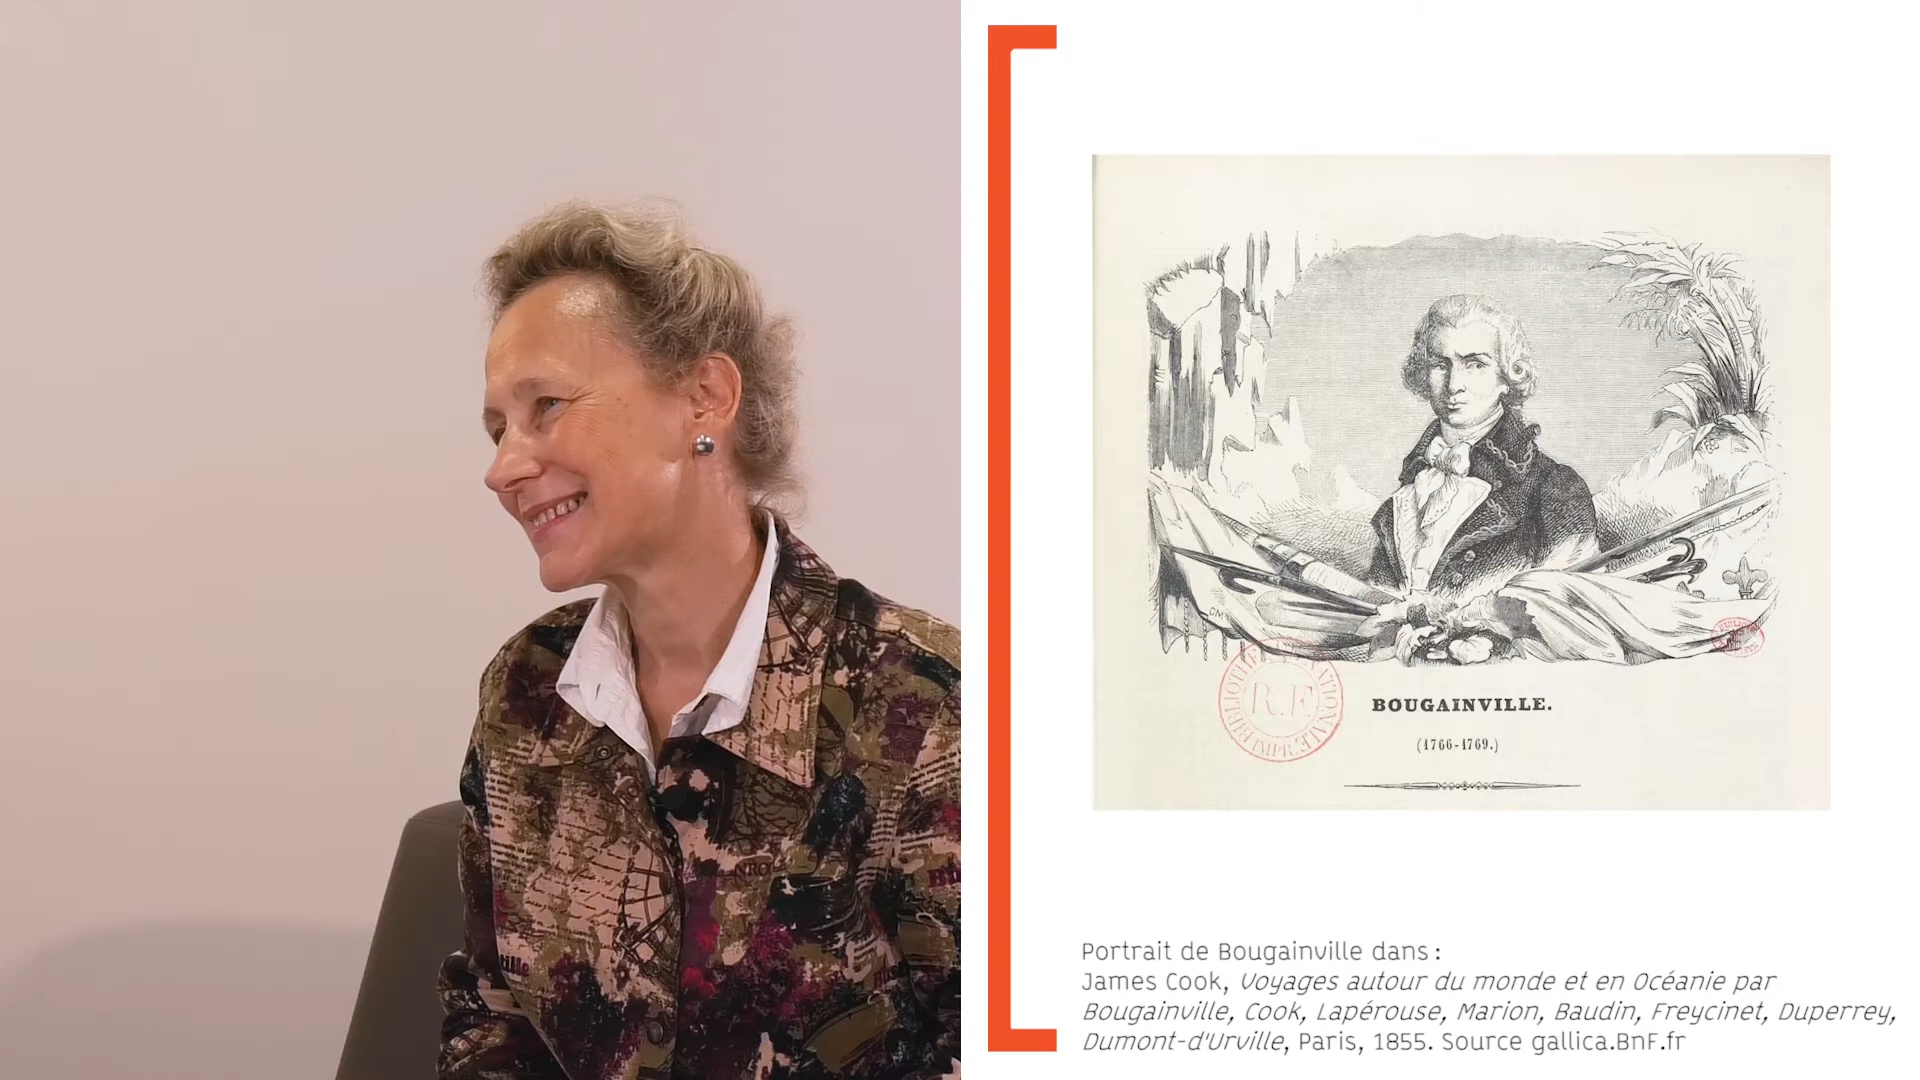 BOUGAINVILLE.
(1766-1769.)
R.F.
Portrait de Bougainville dans :
James Cook, Voyages autour du monde et en Océanie par
Bougainville, Cook, Lapérouse, Marion, Baudin, Freycinet, Duperrey,
Dumont-d'Urville, Paris, 1855. Source gallica.BnF.fr